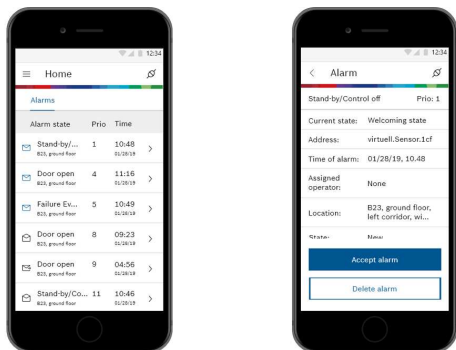 12:34
Home
Alarms
Alarm state Prio Time
Stand-by/... 1 10:48
B23, ground floor 01/28/19
Door open 4 11:16
B23, ground floor 01/28/19
Failure Ev... 5 10:49
B23, ground floor 01/28/19
Door open 8 09:23
B23, ground floor 01/28/19
Door open 9 04:56
B23, ground floor 01/28/19
Stand-by/Co... 11 10:46
B23, ground floor 01/28/19
12:34
Alarm
Stand-by/Control off Prio: 1
Current state: Welcoming state
Address: virtuell.Sensor.1cf
Time of alarm: 01/28/19, 10.48
Assigned
operator: None
Location: B23, ground floor,
left corridor, wi...
State: New
Accept alarm
Delete alarm